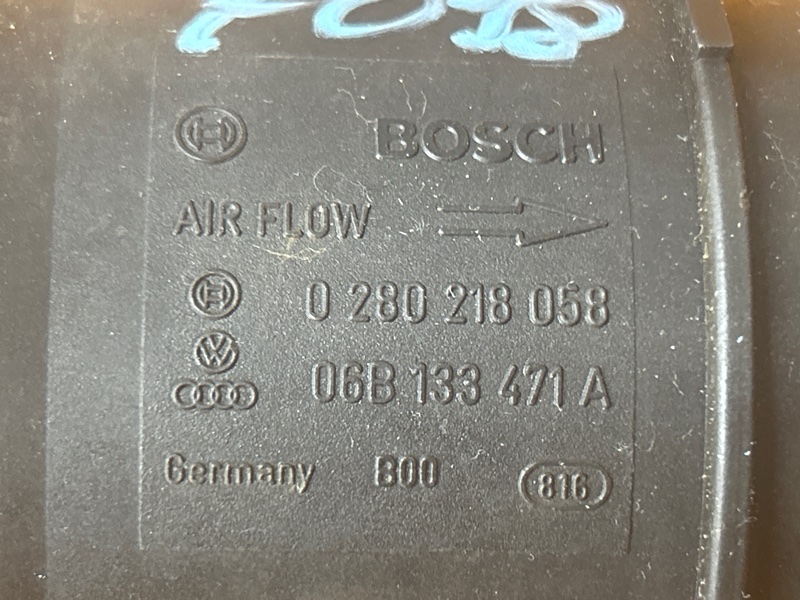 BOSCH
AIR FLOW
0 280 218 058
06B 133 471 A
Germany B00 816